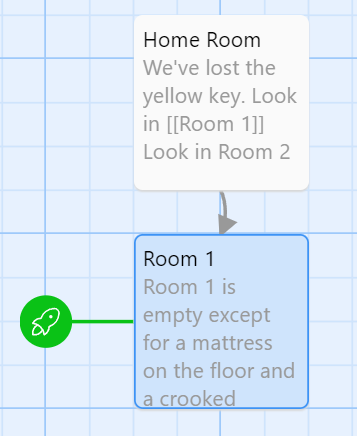 Home Room
We've lost the
yellow key. Look
in [[Room 1]]
Look in Room 2
Room 1
Room 1 is
empty except
for a mattress
on the floor and
a crooked